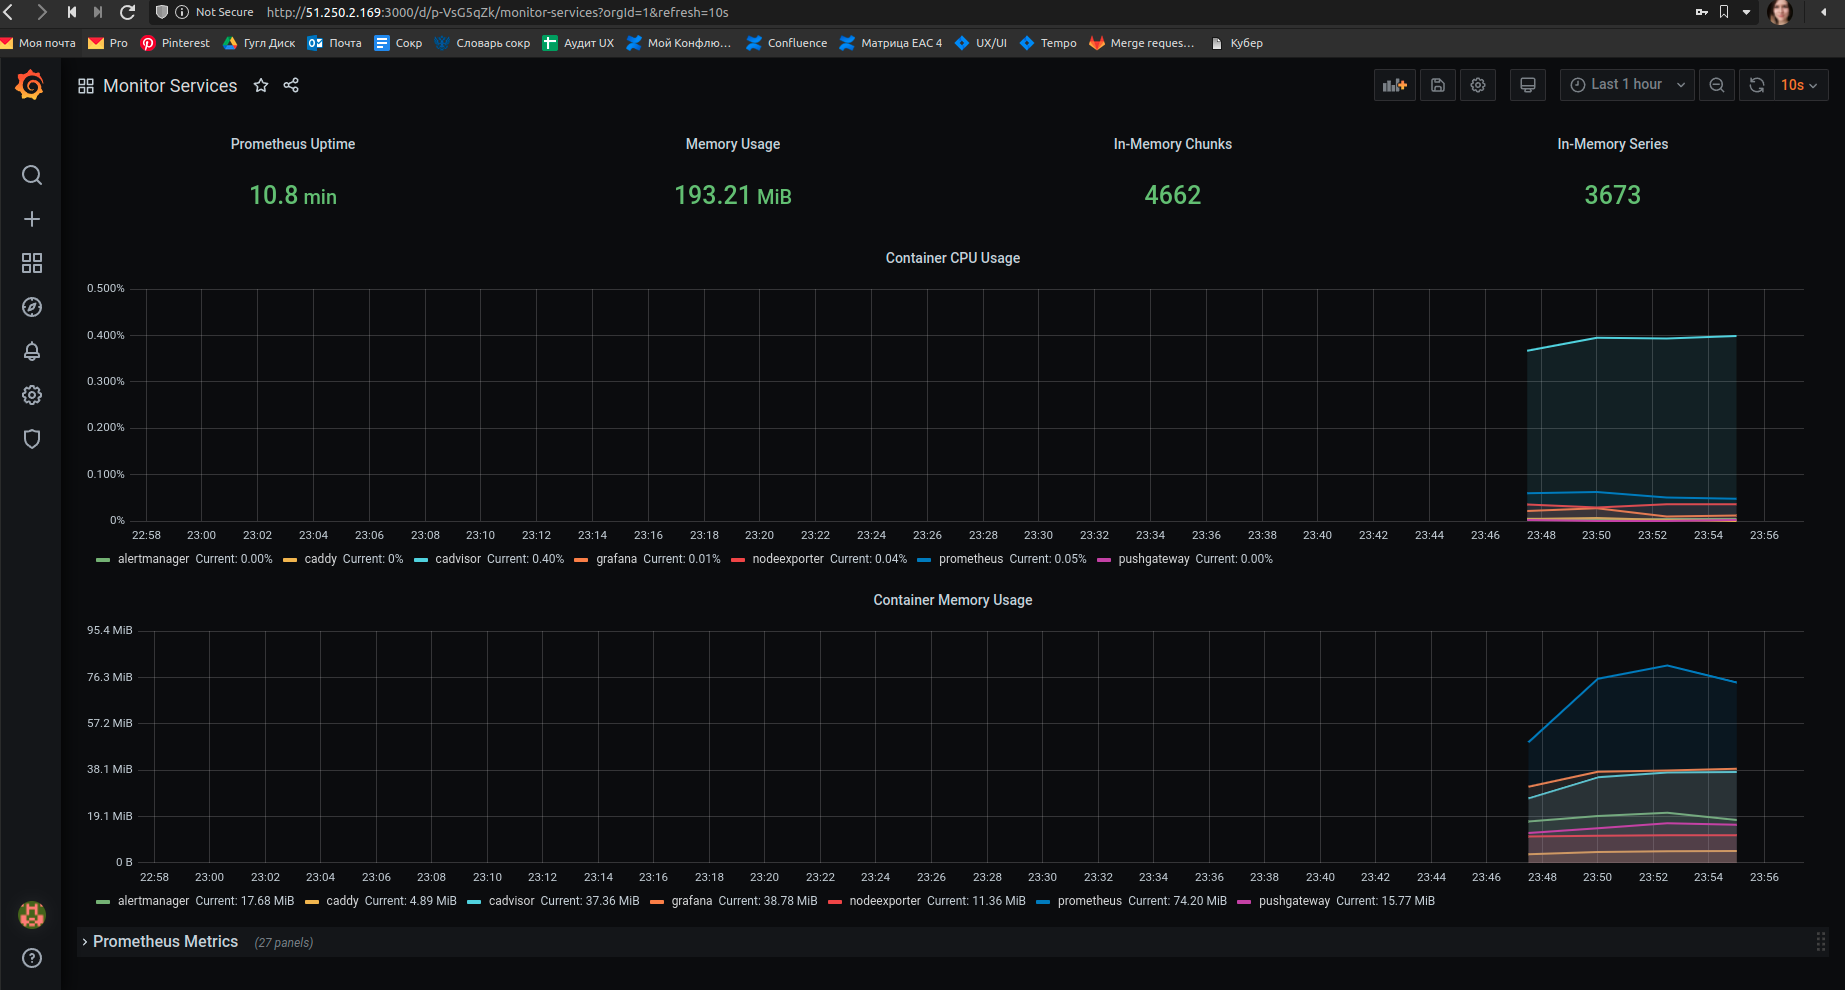 Not Secure http://51.250.2.169:3000/d/p-VsG5qZk/monitor-services?orgId=1&refresh=10s
Моя почта Pro Pinterest Гугл Диск Почта Сокр Словарь сокр Аудит UX Мой Конфлю... Confluence Матрица ЕАС 4 UX/UI Tempo Merge reques... Кубер
Monitor Services Last 1 hour 10s
Prometheus Uptime Memory Usage In-Memory Chunks In-Memory Series
10.8 min 193.21 MiB 4662 3673
Container CPU Usage
0.500%
0.400%
0.300%
0.200%
0.100%
0%
22:58 23:00 23:02 23:04 23:06 23:08 23:10 23:12 23:14 23:16 23:18 23:20 23:22 23:24 23:26 23:28 23:30 23:32 23:34 23:36 23:38 23:40 23:42 23:44 23:46 23:48 23:50 23:52 23:54 23:56
alertmanager Current: 0.00% caddy Current: 0% cadvisor Current: 0.40% grafana Current: 0.01% nodeexporter Current: 0.04% prometheus Current: 0.05% pushgateway Current: 0.00%
Container Memory Usage
95.4 MiB
76.3 MiB
57.2 MiB
38.1 MiB
19.1 MiB
0 B
22:58 23:00 23:02 23:04 23:06 23:08 23:10 23:12 23:14 23:16 23:18 23:20 23:22 23:24 23:26 23:28 23:30 23:32 23:34 23:36 23:38 23:40 23:42 23:44 23:46 23:48 23:50 23:52 23:54 23:56
alertmanager Current: 17.68 MiB caddy Current: 4.89 MiB cadvisor Current: 37.36 MiB grafana Current: 38.78 MiB nodeexporter Current: 11.36 MiB prometheus Current: 74.20 MiB pushgateway Current: 15.77 MiB
Prometheus Metrics (27 panels)